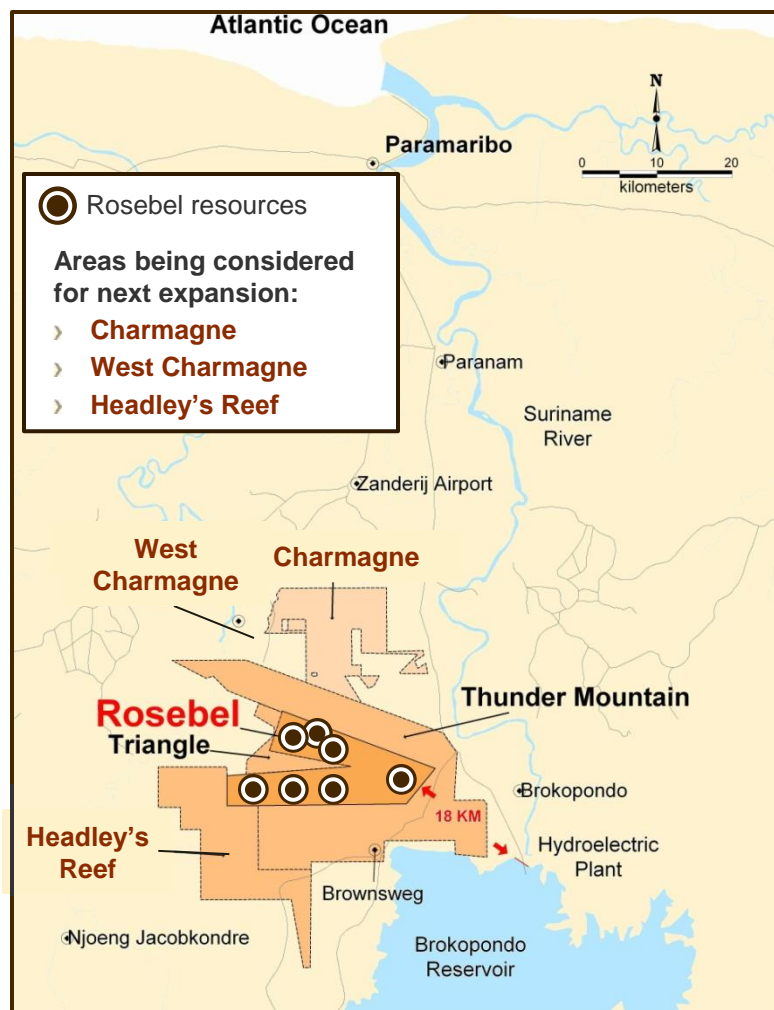 Atlantic Ocean
N
Paramaribo
0 10 20
kilometers
Rosebel resources
Areas being considered
for next expansion:
› Charmagne
› West Charmagne
› Headley’s Reef
Paranam
Suriname
River
Zanderij Airport
West
Charmagne
Charmagne
Thunder Mountain
Rosebel
Triangle
Brokopondo
18 KM
Headley’s
Reef
Hydroelectric
Plant
Brownsweg
Njoeng Jacobkondre
Brokopondo
Reservoir